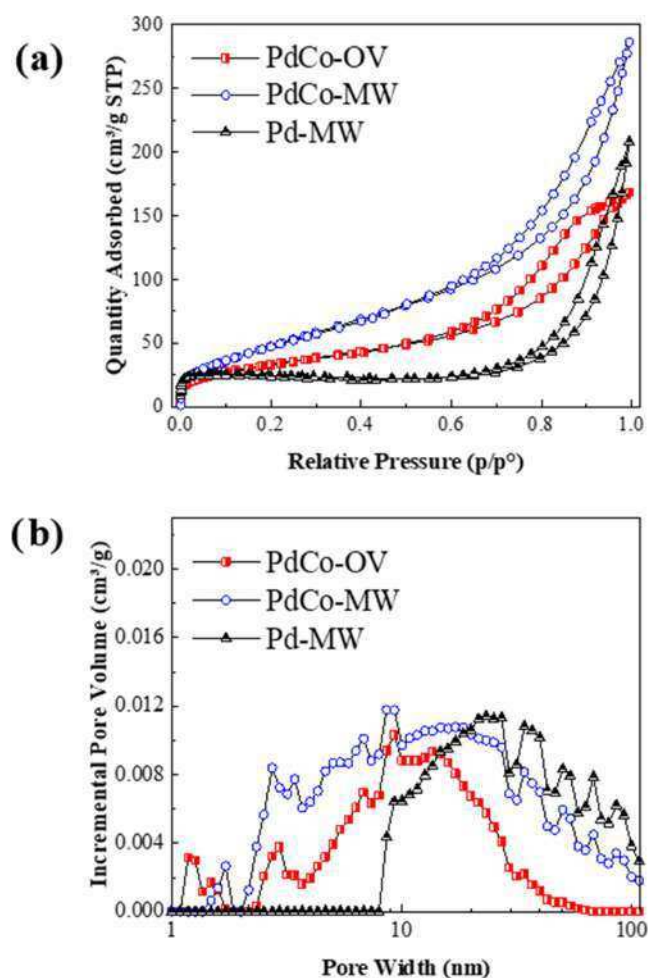 (a)
PdCo-OV
PdCo-MW
Pd-MW
Quantity Adsorbed (cm³/g STP)
300
250
200
150
100
50
0
0.0 0.2 0.4 0.6 0.8 1.0
Relative Pressure (p/p°)
(b)
PdCo-OV
PdCo-MW
Pd-MW
Incremental Pore Volume (cm³/g)
0.020
0.016
0.012
0.008
0.004
0.000
1 10 100
Pore Width (nm)